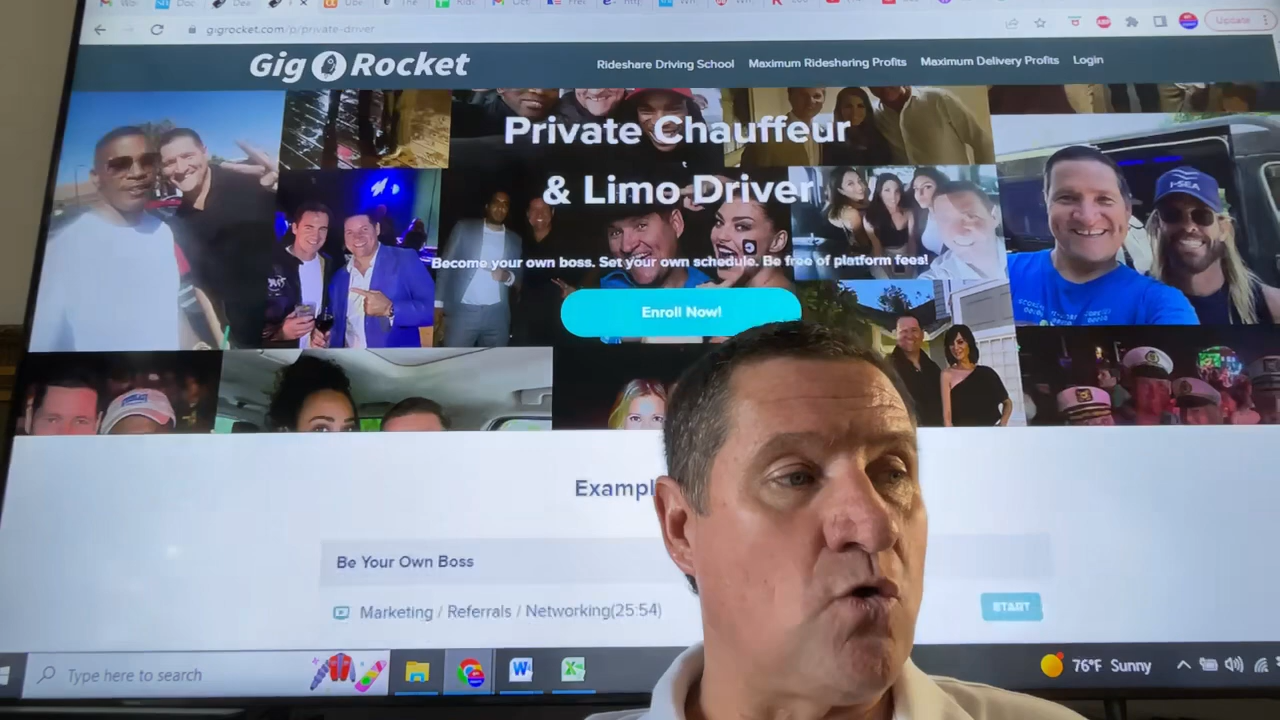 gigrocket.com/p/private-driver
Update
Gig Rocket
Rideshare Driving School Maximum Ridesharing Profits Maximum Delivery Profits Login
Private Chauffeur
& Limo Driver
Become your own boss. Set your own schedule. Be free of platform fees!
Enroll Now!
I-SEA
Exampl
Be Your Own Boss
Marketing / Referrals / Networking(25:54)
START
Type here to search
76°F Sunny